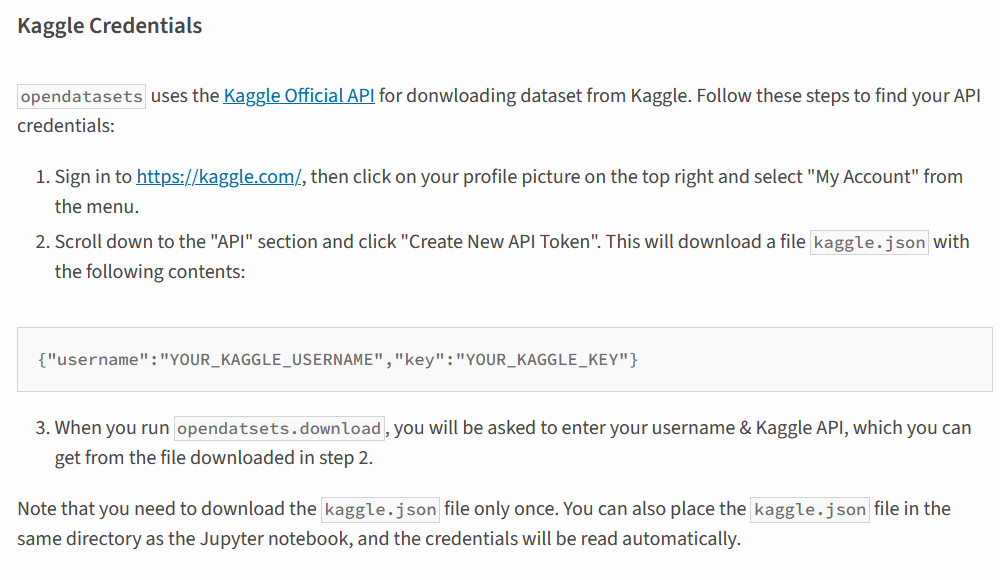 Kaggle Credentials
opendatasets uses the Kaggle Official API for donwloading dataset from Kaggle. Follow these steps to find your API
credentials:
1. Sign in to https://kaggle.com/, then click on your profile picture on the top right and select "My Account" from
the menu.
2. Scroll down to the "API" section and click "Create New API Token". This will download a file kaggle.json with
the following contents:
{"username":"YOUR_KAGGLE_USERNAME","key":"YOUR_KAGGLE_KEY"}
3. When you run opendatsets.download, you will be asked to enter your username & Kaggle API, which you can
get from the file downloaded in step 2.
Note that you need to download the kaggle.json file only once. You can also place the kaggle.json file in the
same directory as the Jupyter notebook, and the credentials will be read automatically.